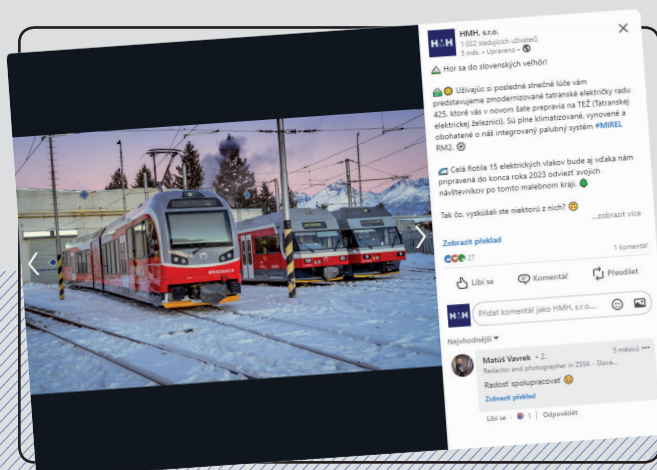 HMH, s.r.o.
1 032 sledujících uživatelů
5 měs. • Upraveno •
Hor sa do slovenských veľhôr!
Užívajúc si posledné slnečné lúče vám
predstavujeme zmodernizované tatranské električky radu
425, ktoré vás v novom šate prepravia na TEŽ (Tatranskej
elektrickej železnici). Sú plne klimatizované, vynovené a
obohatené o náš integrovaný palubný systém #MIREL
RM2.
Celá flotila 15 elektrických vlakov bude aj vďaka nám
pripravená do konca roka 2023 odviezť svojich
návštevníkov po tomto malebnom kraji.
Tak čo, vyskúšali ste niektorú z nich?
...zobrazit více
Zobrazit překlad
27 1 komentář
Líbí se Komentář Přesdílet
HMH Přidat komentář jako HMH, s.r.o....
Nejvhodnější
Matúš Vavrek • 2. 5 měsíců •••
Redactor and photographer in ZSSK – Slova...
Radosť spolupracovať
Zobrazit překlad
Líbí se · 1 | Odpovědět